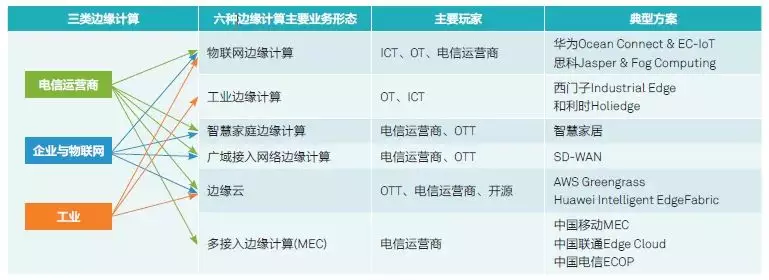 三类边缘计算
六种边缘计算主要业务形态
主要玩家
典型方案
电信运营商
企业与物联网
工业
物联网边缘计算
ICT、OT、电信运营商
华为Ocean Connect & EC-IoT
思科Jasper & Fog Computing
工业边缘计算
OT、ICT
西门子Industrial Edge
和利时Holiedge
智慧家庭边缘计算
电信运营商、OTT
智慧家居
广域接入网络边缘计算
电信运营商、OTT
SD-WAN
边缘云
OTT、电信运营商、开源
AWS Greengrass
Huawei Intelligent EdgeFabric
多接入边缘计算(MEC)
电信运营商
中国移动MEC
中国联通Edge Cloud
中国电信ECOP